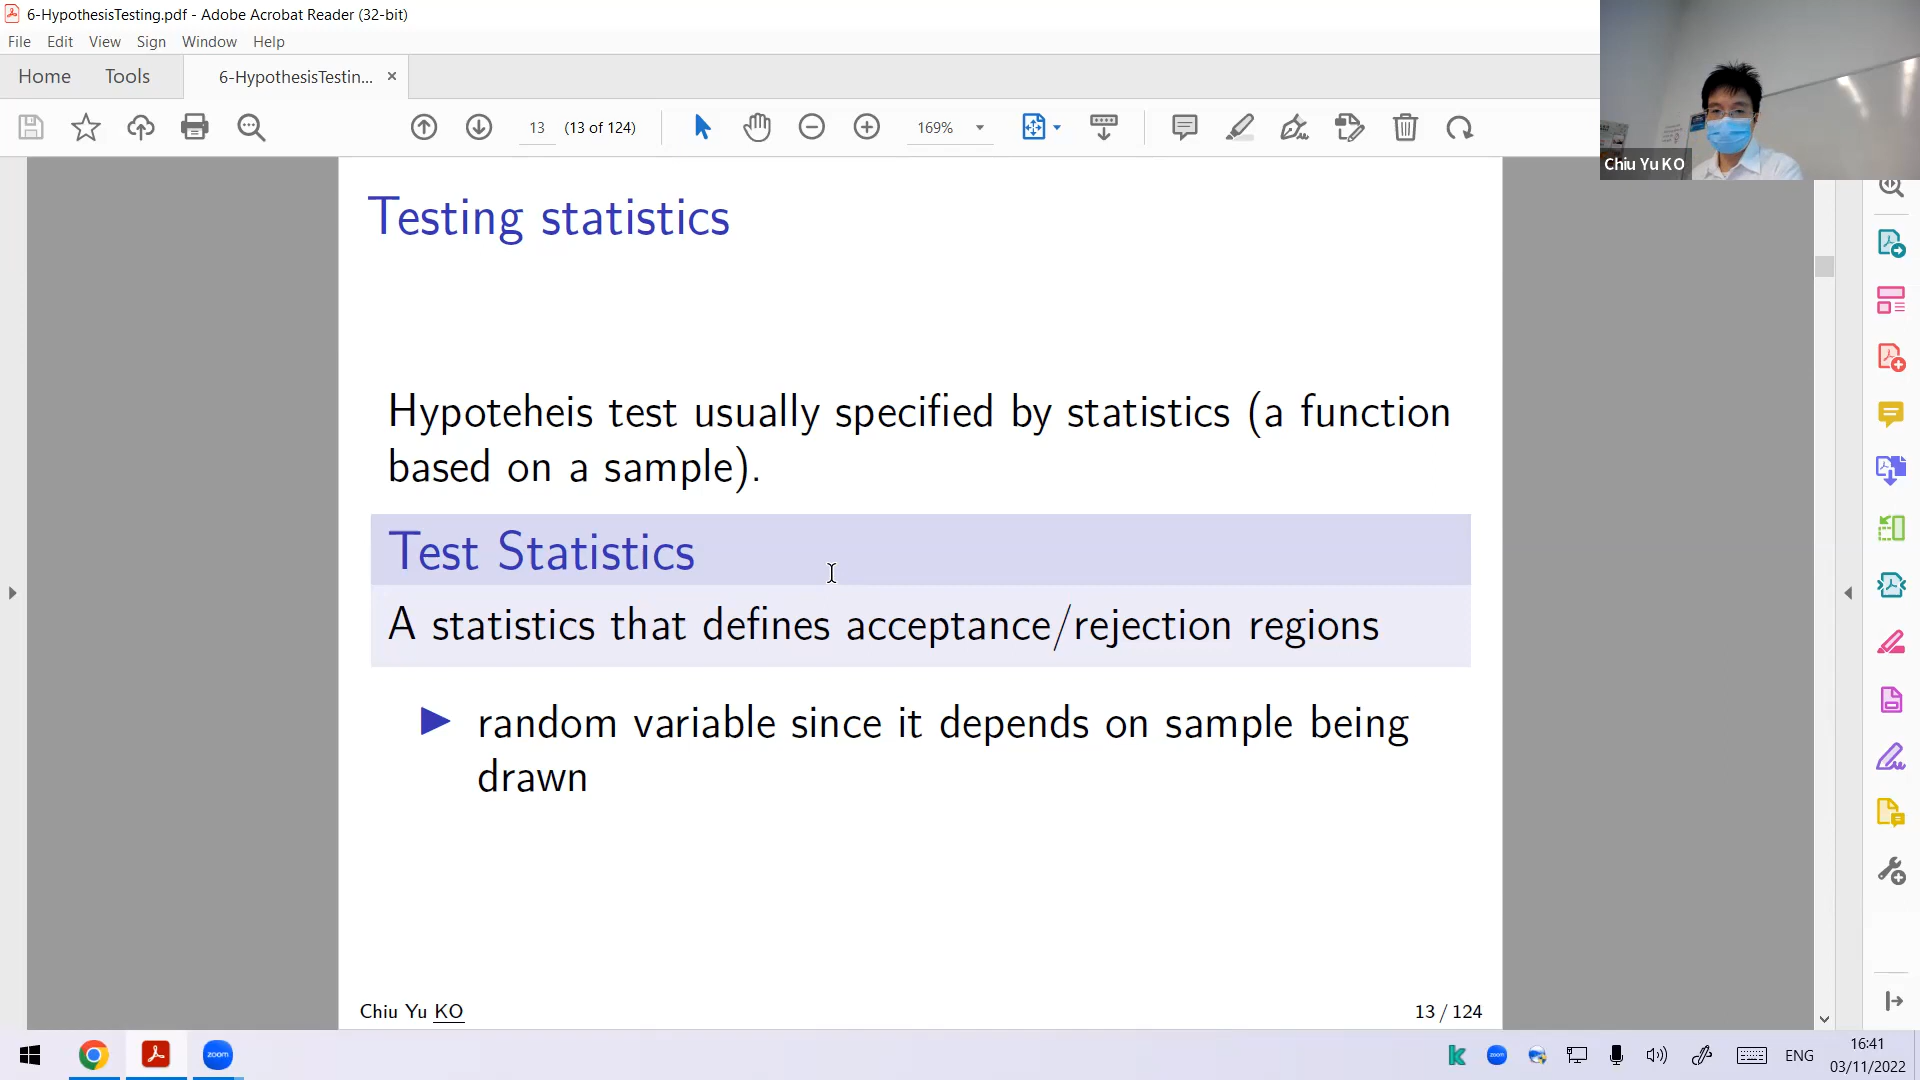 6-HypothesisTesting.pdf - Adobe Acrobat Reader (32-bit)
File Edit View Sign Window Help
Home Tools 6-HypothesisTestin... ×
13 (13 of 124) 169%
Chiu Yu KO
Testing statistics
Hypoteheis test usually specified by statistics (a function
based on a sample).
Test Statistics
A statistics that defines acceptance/rejection regions
random variable since it depends on sample being
drawn
Chiu Yu KO 13 / 124
zoom
zoom
ENG
16:41
03/11/2022